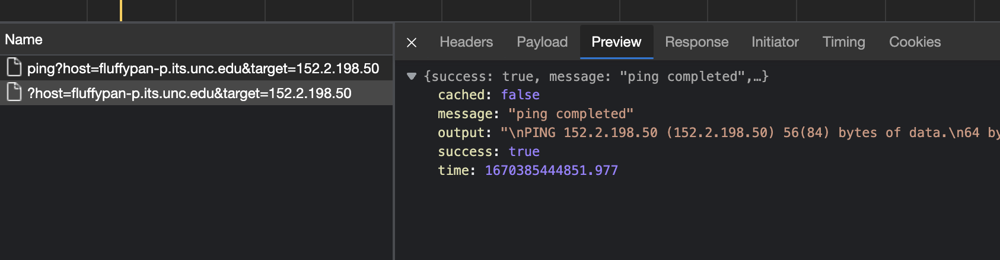 Name
ping?host=fluffypan-p.its.unc.edu&target=152.2.198.50
?host=fluffypan-p.its.unc.edu&target=152.2.198.50
Headers Payload Preview Response Initiator Timing Cookies
{success: true, message: "ping completed",…}
cached: false
message: "ping completed"
output: "\nPING 152.2.198.50 (152.2.198.50) 56(84) bytes of data.\n64 by
success: true
time: 1670385444851.977